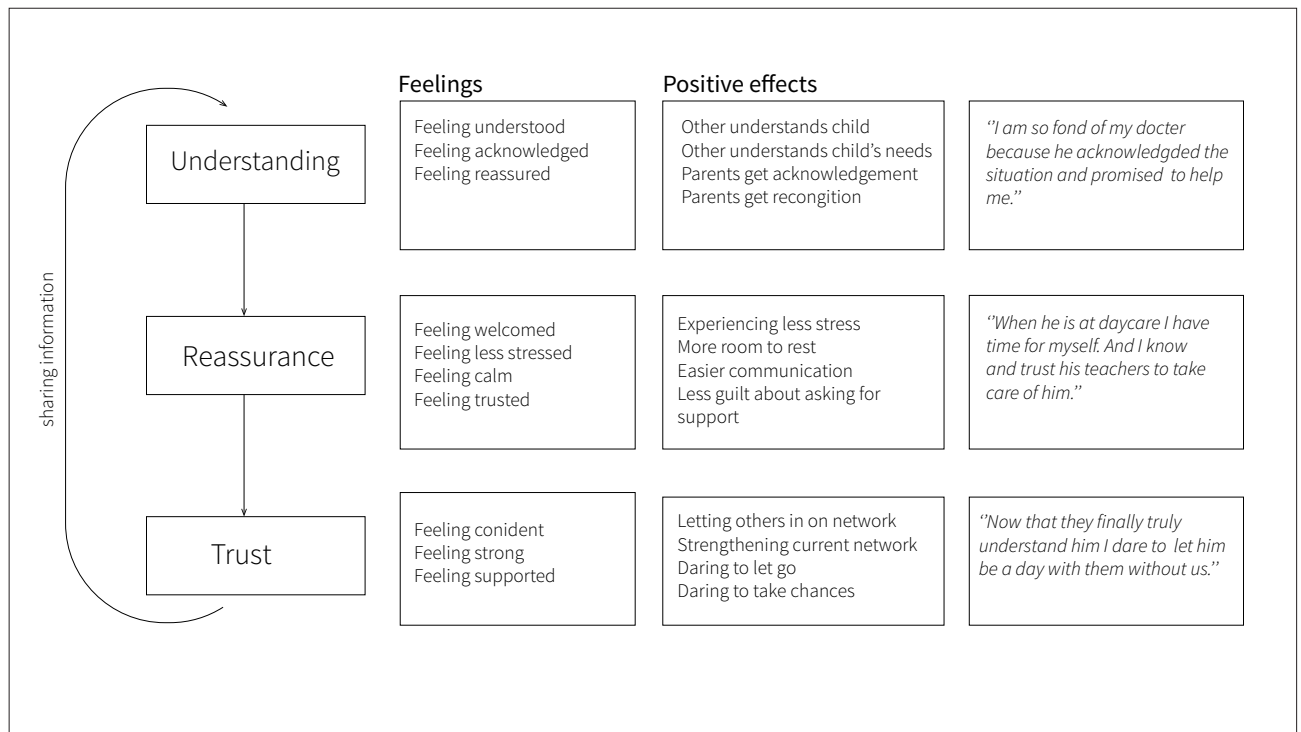 Feelings
Positive effects
sharing information
Understanding
Feeling understood
Feeling acknowledged
Feeling reassured
Other understands child
Other understands child's needs
Parents get acknowledgement
Parents get recongition
‘’I am so fond of my docter
because he acknowledgded the
situation and promised to help
me.’’
Reassurance
Feeling welcomed
Feeling less stressed
Feeling calm
Feeling trusted
Experiencing less stress
More room to rest
Easier communication
Less guilt about asking for
support
‘’When he is at daycare I have
time for myself. And I know
and trust his teachers to take
care of him.’’
Trust
Feeling conident
Feeling strong
Feeling supported
Letting others in on network
Strengthening current network
Daring to let go
Daring to take chances
‘’Now that they finally truly
understand him I dare to let him
be a day with them without us.’’